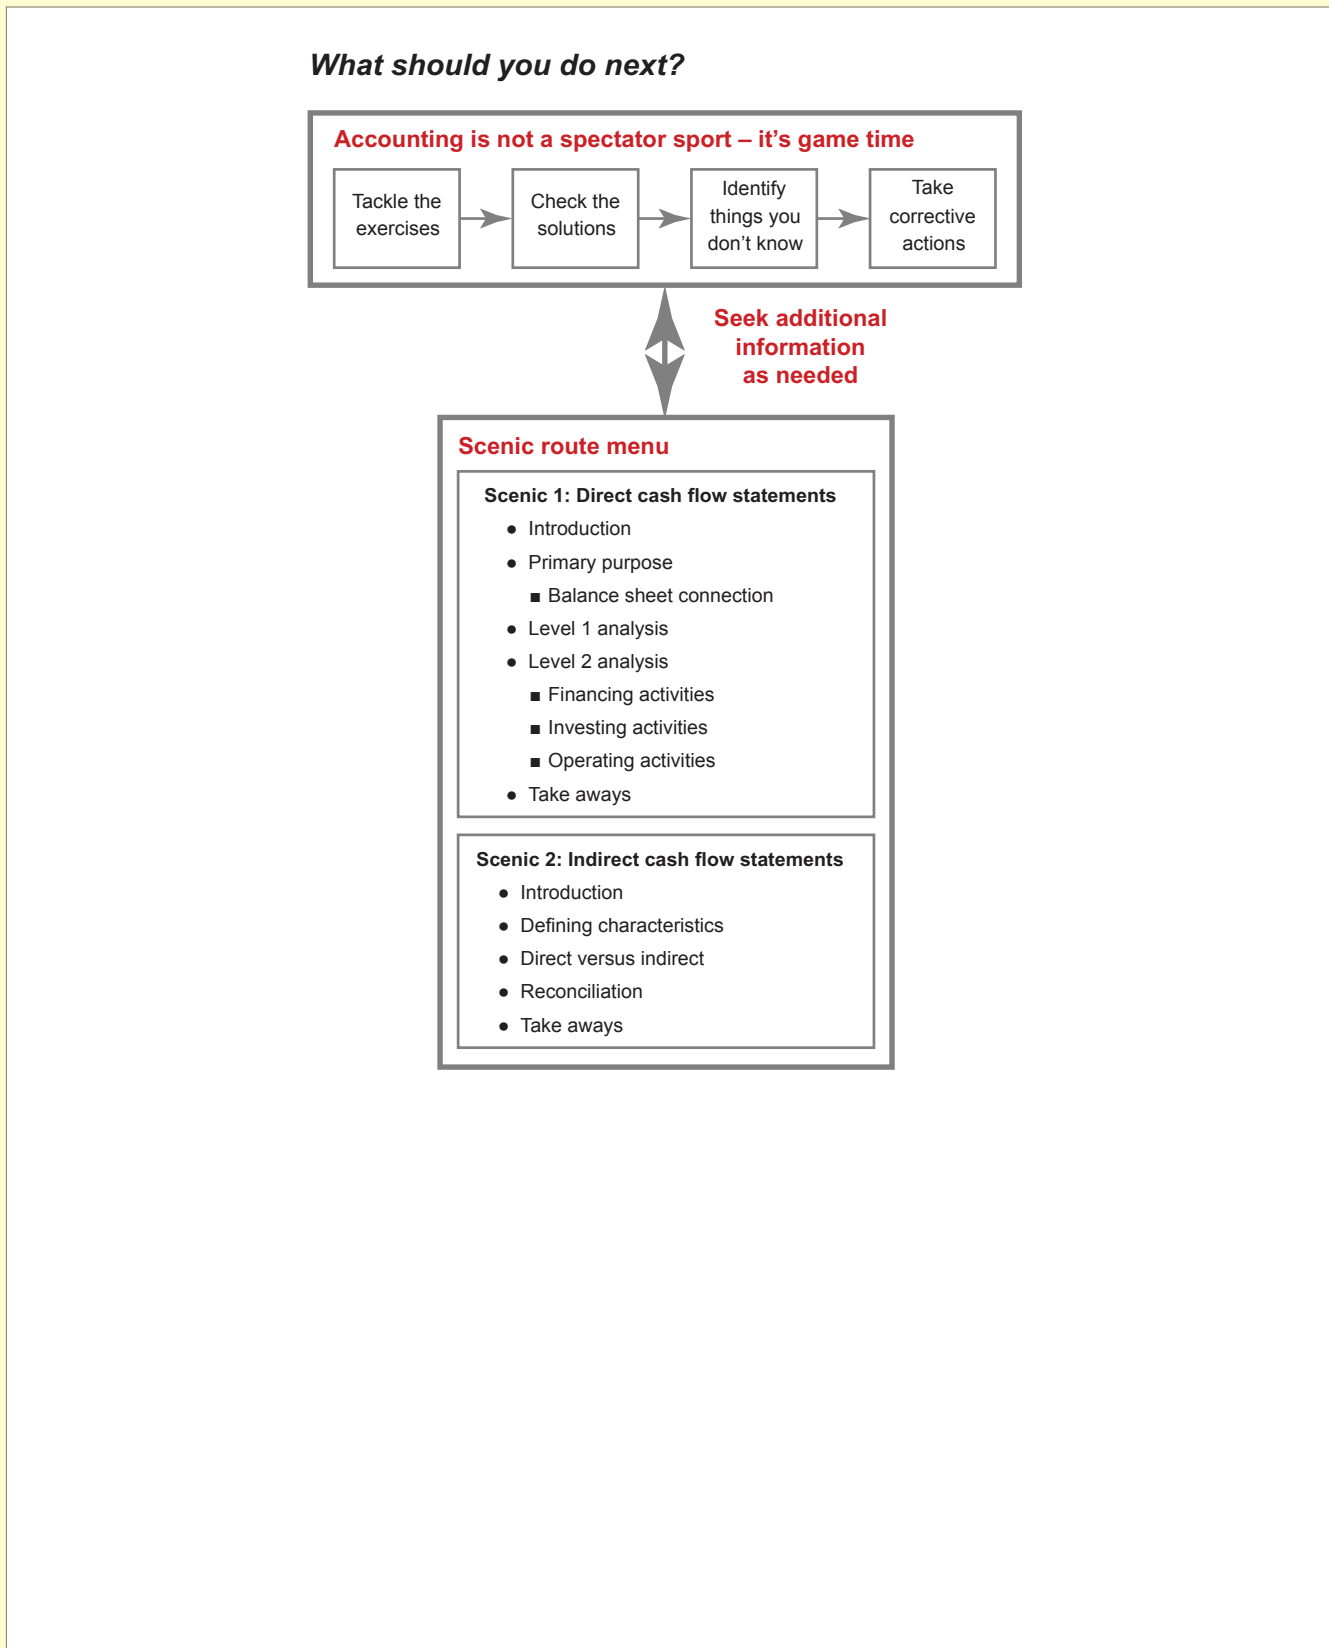 What should you do next?
Accounting is not a spectator sport – it’s game time
Tackle the
exercises
Check the
solutions
Identify
things you
don’t know
Take
corrective
actions
Seek additional
information
as needed
Scenic route menu
Scenic 1: Direct cash flow statements
● Introduction
● Primary purpose
■ Balance sheet connection
● Level 1 analysis
● Level 2 analysis
■ Financing activities
■ Investing activities
■ Operating activities
● Take aways
Scenic 2: Indirect cash flow statements
● Introduction
● Defining characteristics
● Direct versus indirect
● Reconciliation
● Take aways